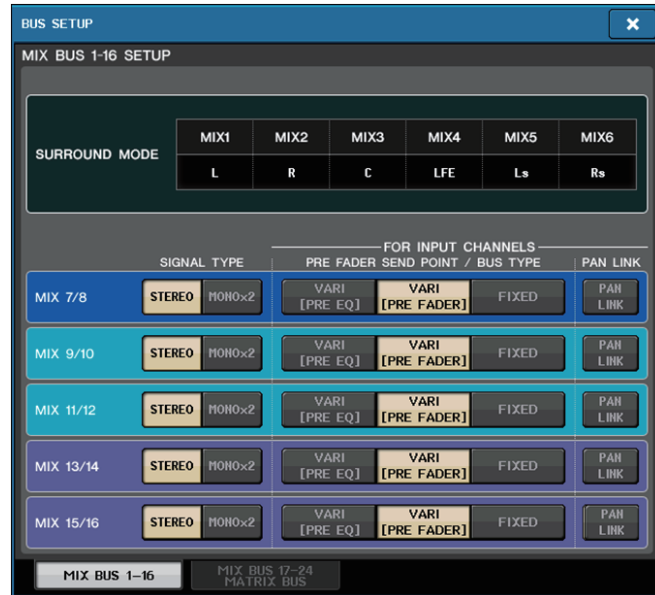 BUS SETUP
×
MIX BUS 1-16 SETUP
SURROUND MODE
MIX1 MIX2 MIX3 MIX4 MIX5 MIX6
L R C LFE Ls Rs
FOR INPUT CHANNELS
SIGNAL TYPE PRE FADER SEND POINT / BUS TYPE PAN LINK
MIX 7/8 STEREO MONO×2 VARI [PRE EQ] VARI [PRE FADER] FIXED PAN LINK
MIX 9/10 STEREO MONO×2 VARI [PRE EQ] VARI [PRE FADER] FIXED PAN LINK
MIX 11/12 STEREO MONO×2 VARI [PRE EQ] VARI [PRE FADER] FIXED PAN LINK
MIX 13/14 STEREO MONO×2 VARI [PRE EQ] VARI [PRE FADER] FIXED PAN LINK
MIX 15/16 STEREO MONO×2 VARI [PRE EQ] VARI [PRE FADER] FIXED PAN LINK
MIX BUS 1-16 MIX BUS 17-24 MATRIX BUS